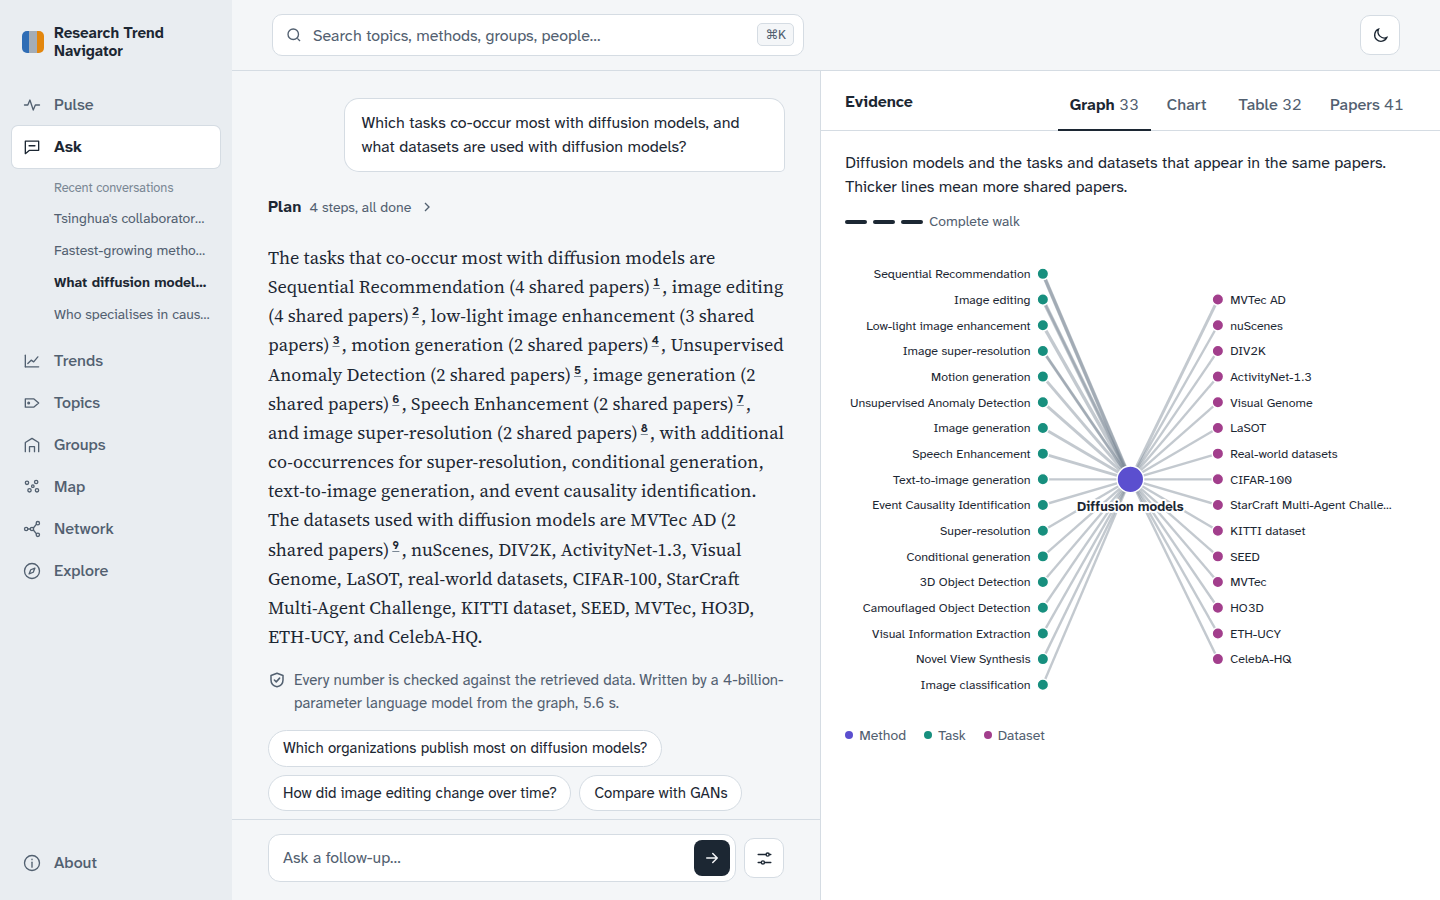 Research Trend
Navigator
Search topics, methods, groups, people...
⌘K
Pulse
Ask
Recent conversations
Tsinghua's collaborator...
Fastest-growing metho...
What diffusion model...
Who specialises in caus...
Trends
Topics
Groups
Map
Network
Explore
About
Which tasks co-occur most with diffusion models, and
what datasets are used with diffusion models?
Plan 4 steps, all done
The tasks that co-occur most with diffusion models are
Sequential Recommendation (4 shared papers) 1, image editing
(4 shared papers) 2, low-light image enhancement (3 shared
papers) 3, motion generation (2 shared papers) 4, Unsupervised
Anomaly Detection (2 shared papers) 5, image generation (2
shared papers) 6, Speech Enhancement (2 shared papers) 7,
and image super-resolution (2 shared papers) 8, with additional
co-occurrences for super-resolution, conditional generation,
text-to-image generation, and event causality identification.
The datasets used with diffusion models are MVTec AD (2
shared papers) 9, nuScenes, DIV2K, ActivityNet-1.3, Visual
Genome, LaSOT, real-world datasets, CIFAR-100, StarCraft
Multi-Agent Challenge, KITTI dataset, SEED, MVTec, HO3D,
ETH-UCY, and CelebA-HQ.
Every number is checked against the retrieved data. Written by a 4-billion-
parameter language model from the graph, 5.6 s.
Which organizations publish most on diffusion models?
How did image editing change over time?
Compare with GANs
Ask a follow-up...
Evidence
Graph 33
Chart
Table 32
Papers 41
Diffusion models and the tasks and datasets that appear in the same papers.
Thicker lines mean more shared papers.
Complete walk
Sequential Recommendation
Image editing
Low-light image enhancement
Image super-resolution
Motion generation
Unsupervised Anomaly Detection
Image generation
Speech Enhancement
Text-to-image generation
Event Causality Identification
Super-resolution
Conditional generation
3D Object Detection
Camouflaged Object Detection
Visual Information Extraction
Novel View Synthesis
Image classification
Diffusion models
MVTec AD
nuScenes
DIV2K
ActivityNet-1.3
Visual Genome
LaSOT
Real-world datasets
CIFAR-100
StarCraft Multi-Agent Challe...
KITTI dataset
SEED
MVTec
HO3D
ETH-UCY
CelebA-HQ
Method
Task
Dataset